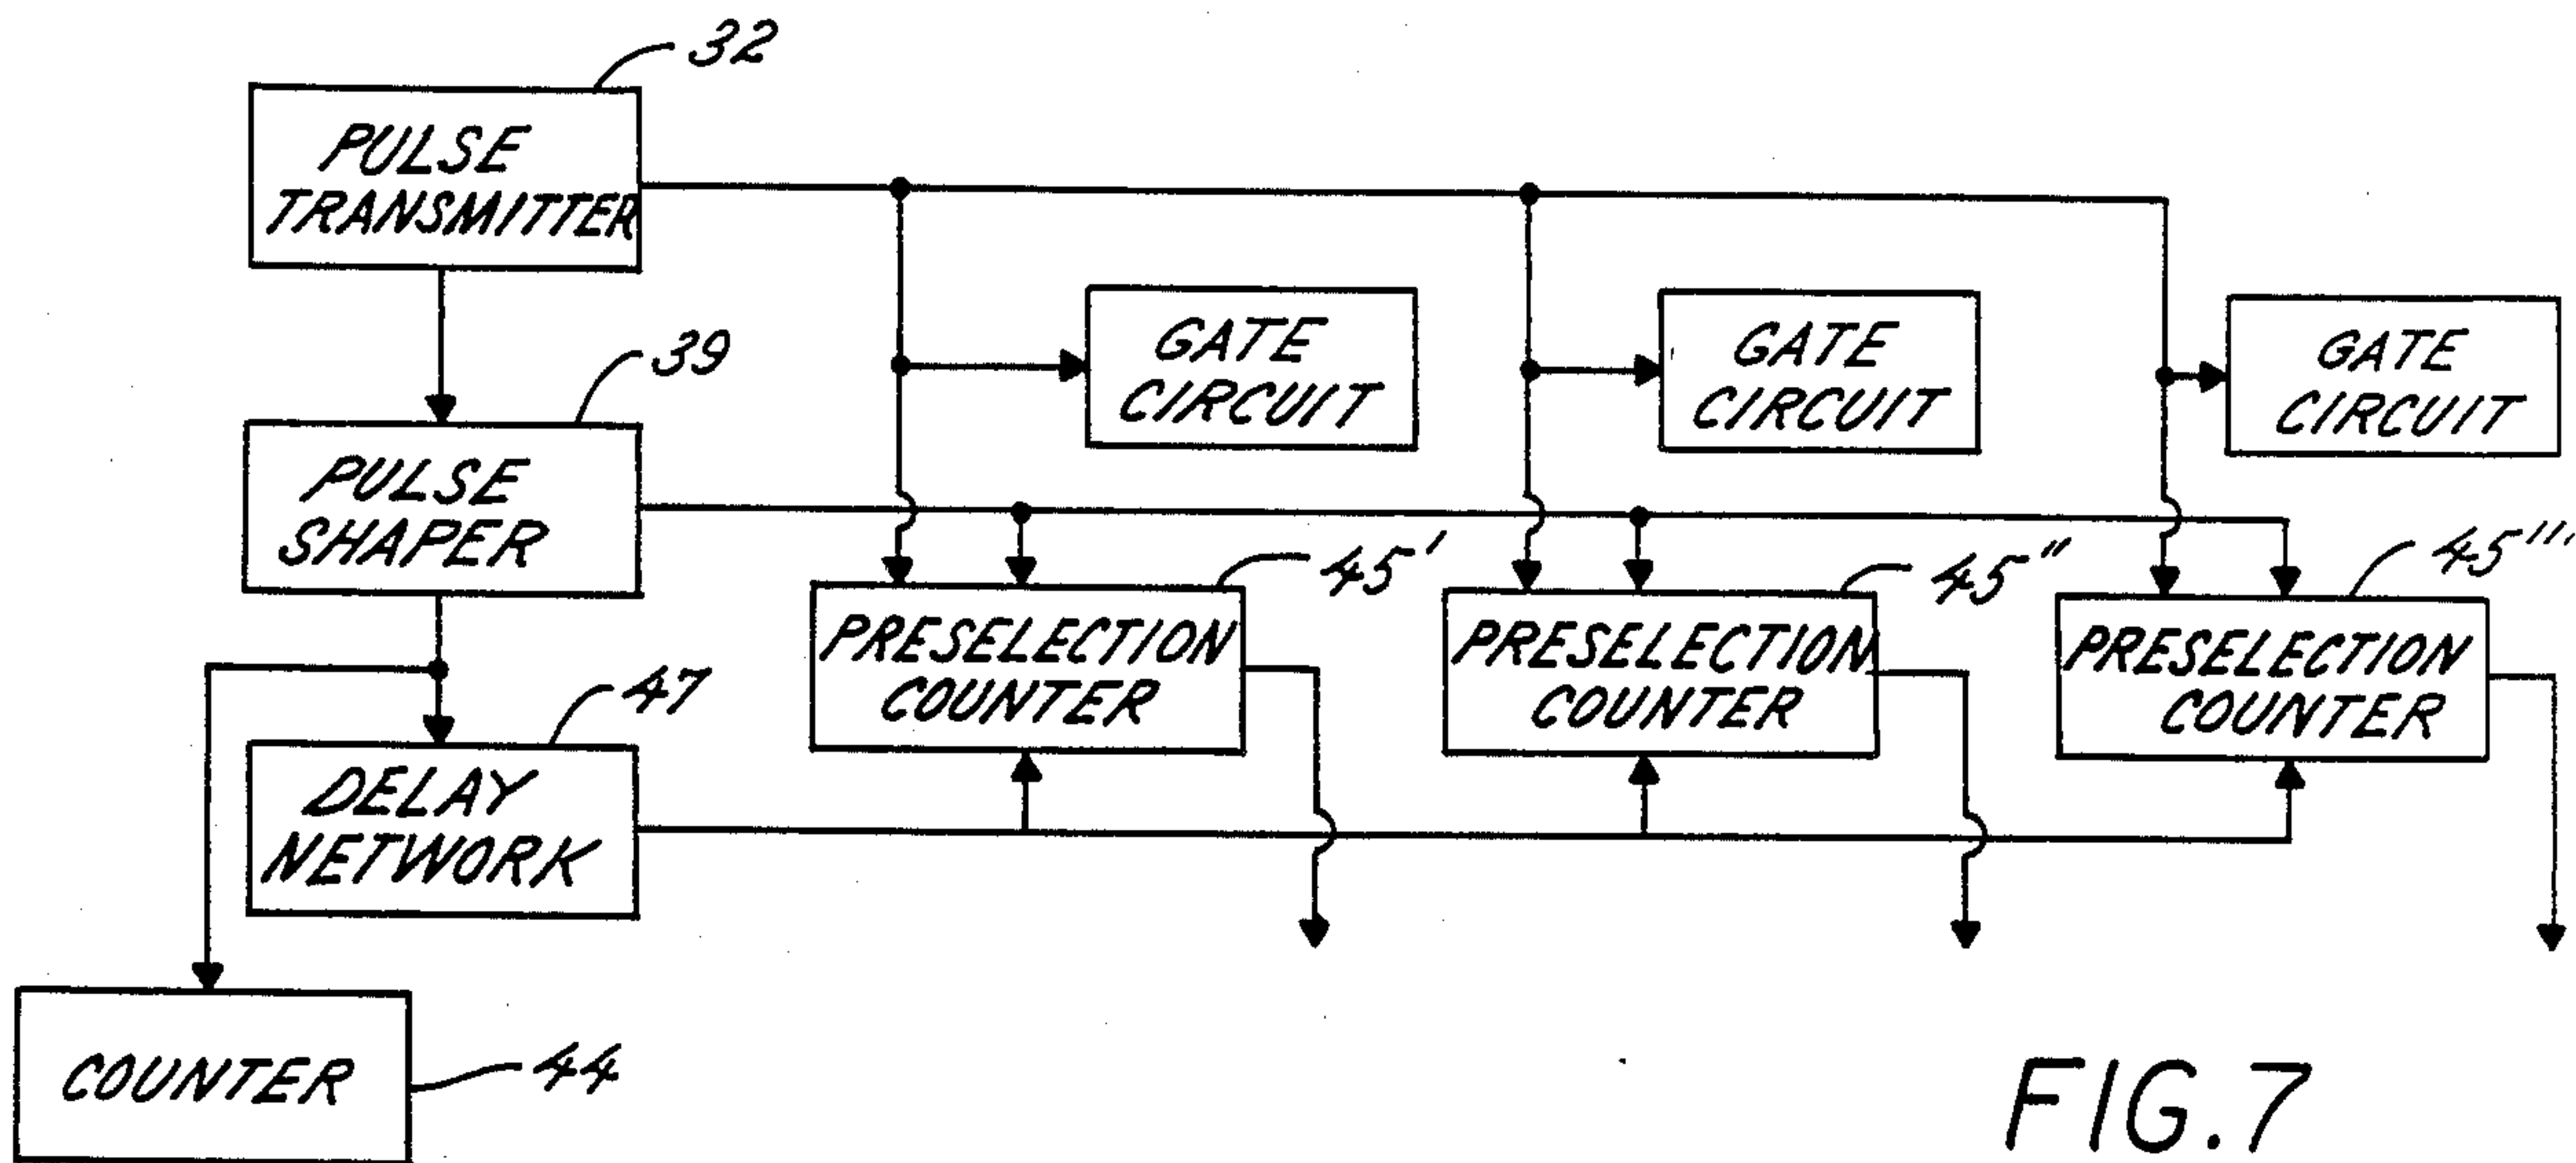 32
PULSE
TRANSMITTER
39
GATE
CIRCUIT
GATE
CIRCUIT
GATE
CIRCUIT
PULSE
SHAPER
45'
45"
45"'
PRESELECTION
COUNTER
PRESELECTION
COUNTER
PRESELECTION
COUNTER
47
DELAY
NETWORK
COUNTER
44
FIG.7